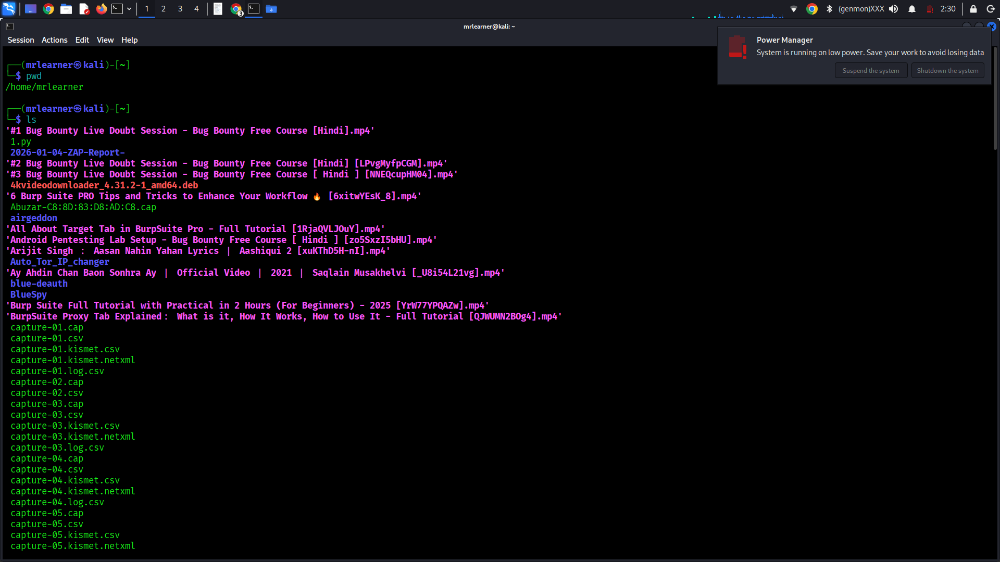 1 2 3 4 3 (genmon)XXX 2:30
mrlearner@kali: ~
Session Actions Edit View Help
Power Manager
System is running on low power. Save your work to avoid losing data
Suspend the system Shutdown the system
┌──(mrlearner㉿kali)-[~]
└─$ pwd
/home/mrlearner
┌──(mrlearner㉿kali)-[~]
└─$ ls
'#1 Bug Bounty Live Doubt Session - Bug Bounty Free Course [Hindi].mp4'
1.py
2026-01-04-ZAP-Report-
'#2 Bug Bounty Live Doubt Session - Bug Bounty Free Course [Hindi] [LPvgMyfpCGM].mp4'
'#3 Bug Bounty Live Doubt Session - Bug Bounty Free Course [ Hindi ] [NNEQcupHM04].mp4'
4kvideodownloader_4.31.2-1_amd64.deb
'6 Burp Suite PRO Tips and Tricks to Enhance Your Workflow 🔥 [6xitwYEsK_8].mp4'
Abuzar-C8:8D:83:D8:AD:C8.cap
airgeddon
'All About Target Tab in BurpSuite Pro - Full Tutorial [1RjaQVLJOuY].mp4'
'Android Pentesting Lab Setup - Bug Bounty Free Course [ Hindi ] [zo5SxzI5bHU].mp4'
'Arijit Singh ： Aasan Nahin Yahan Lyrics ｜ Aashiqui 2 [xuKThD5H-nI].mp4'
Auto_Tor_IP_changer
'Ay Ahdin Chan Baon Sonhra Ay ｜ Official Video ｜ 2021 ｜ Saqlain Musakhelvi [_U8i54L21vg].mp4'
blue-deauth
BlueSpy
'Burp Suite Full Tutorial with Practical in 2 Hours (For Beginners) - 2025 [YrW77YPQAZw].mp4'
'BurpSuite Proxy Tab Explained： What is it, How It Works, How to Use It - Full Tutorial [QJWUMN2BOg4].mp4'
capture-01.cap
capture-01.csv
capture-01.kismet.csv
capture-01.kismet.netxml
capture-01.log.csv
capture-02.cap
capture-02.csv
capture-03.cap
capture-03.csv
capture-03.kismet.csv
capture-03.kismet.netxml
capture-03.log.csv
capture-04.cap
capture-04.csv
capture-04.kismet.csv
capture-04.kismet.netxml
capture-04.log.csv
capture-05.cap
capture-05.csv
capture-05.kismet.csv
capture-05.kismet.netxml